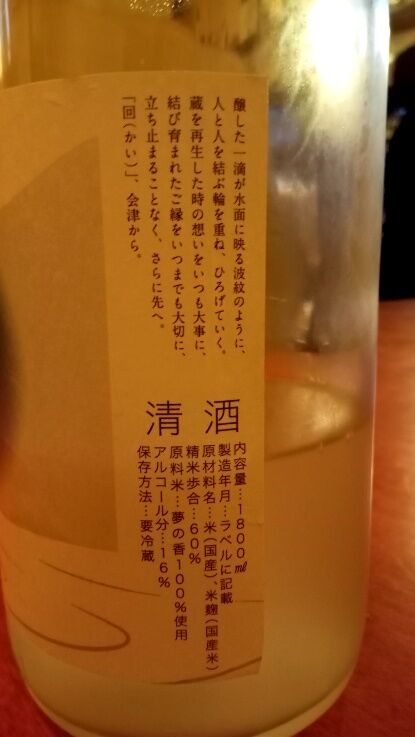 醸した一滴が水面に映る波紋のように、
人と人を結ぶ輪を重ね、ひろげていく。
蔵を再生した時の想いをいつも大事に、
結び育まれたご縁をいつまでも大切に、
立ち止まることなく、さらに先へ。
「回(かい)」、会津から。
清酒
内容量…1800㎖
製造年月…ラベルに記載
原材料名…米(国産)、米麹(国産米)
精米歩合…60%
原料米…夢の香100%使用
アルコール分…16%
保存方法…要冷蔵